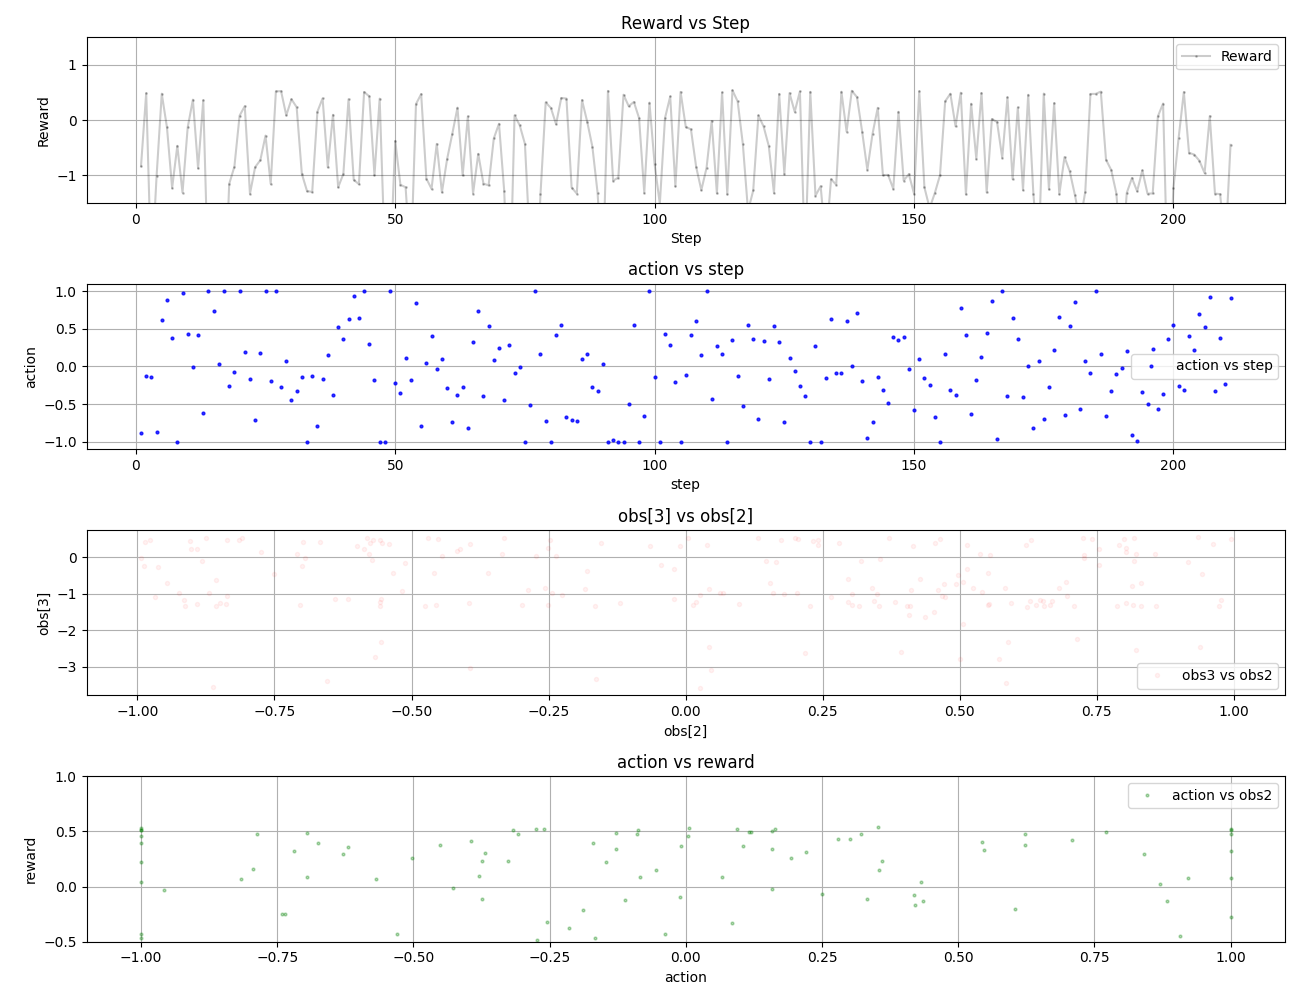 Reward vs Step
Reward
1
0
−1
Reward
0 50 100 150 200
Step
action vs step
1.0
0.5
0.0
−0.5
−1.0
action
action vs step
0 50 100 150 200
step
obs[3] vs obs[2]
0
−1
−2
−3
obs[3]
obs3 vs obs2
−1.00 −0.75 −0.50 −0.25 0.00 0.25 0.50 0.75 1.00
obs[2]
action vs reward
1.0
action vs obs2
0.5
0.0
−0.5
reward
−1.00 −0.75 −0.50 −0.25 0.00 0.25 0.50 0.75 1.00
action